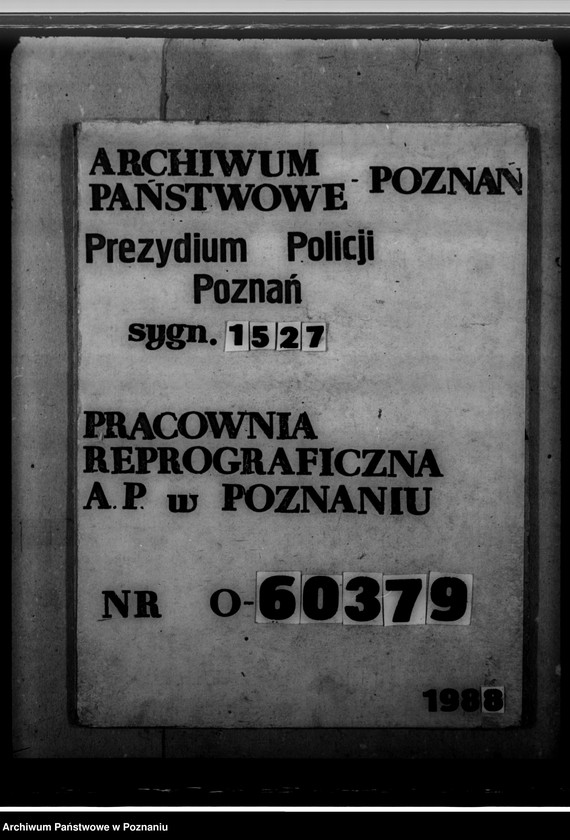 ARCHIWUM
PAŃSTWOWE - POZNAŃ
Prezydium Policji
Poznań
sygn. 1527
PRACOWNIA
REPROGRAFICZNA
A.P. w POZNANIU
NR O-60379
1988
Archiwum Państwowe w Poznaniu